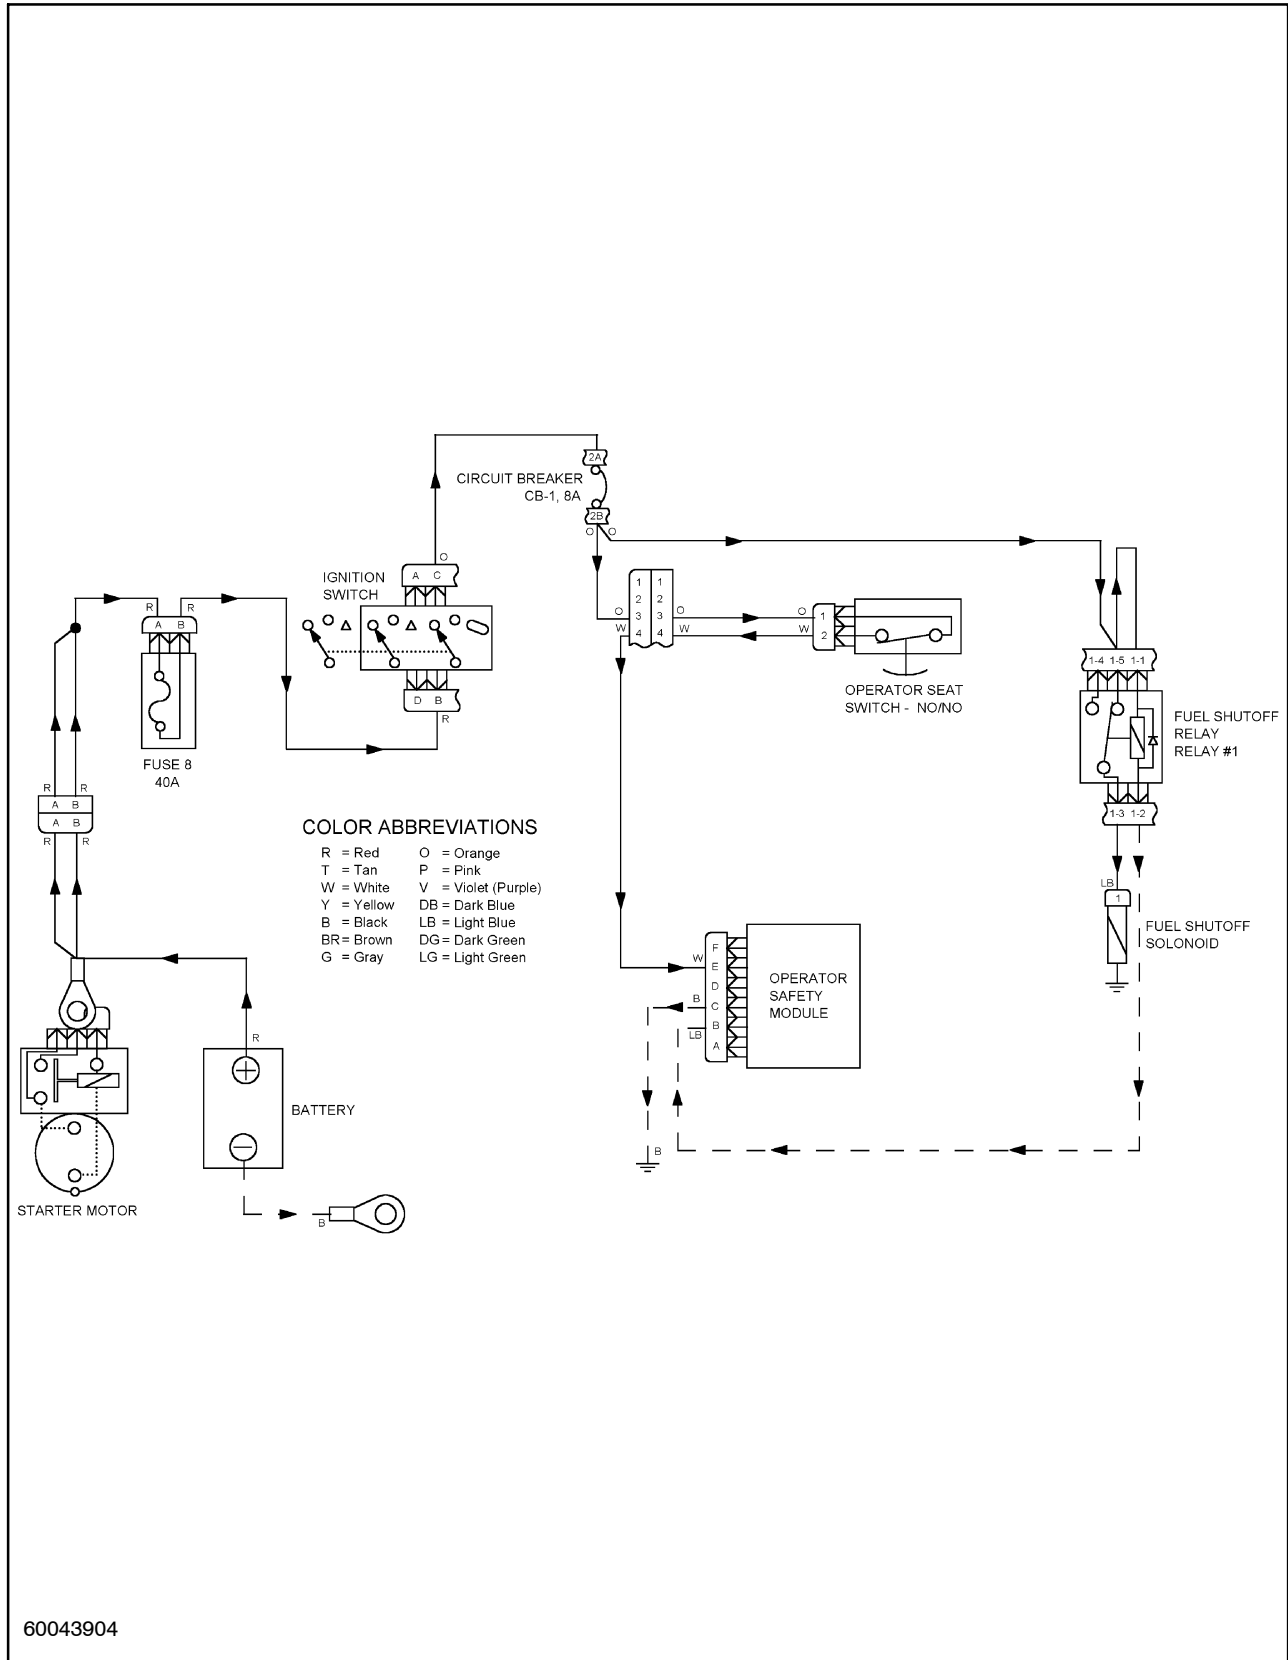 2A
CIRCUIT BREAKER
CB-1, 8A
2B
O O
O
IGNITION
SWITCH
A C
R R
A B
O O O
1 1
2 2
3 3
4 4
W W W
1
2
D B
R
OPERATOR SEAT
SWITCH - NO/NO
1-4 1-5 1-1
FUEL SHUTOFF
RELAY
RELAY #1
FUSE 8
40A
R R
A B
A B
R R
1-3 1-2
COLOR ABBREVIATIONS
R = Red O = Orange
T = Tan P = Pink
W = White V = Violet (Purple)
Y = Yellow DB = Dark Blue
B = Black LB = Light Blue
BR = Brown DG = Dark Green
G = Gray LG = Light Green
LB
1
FUEL SHUTOFF
SOLONOID
W
F
E
D
C
B
A
B
LB
OPERATOR
SAFETY
MODULE
R
BATTERY
B
STARTER MOTOR
B
60043904